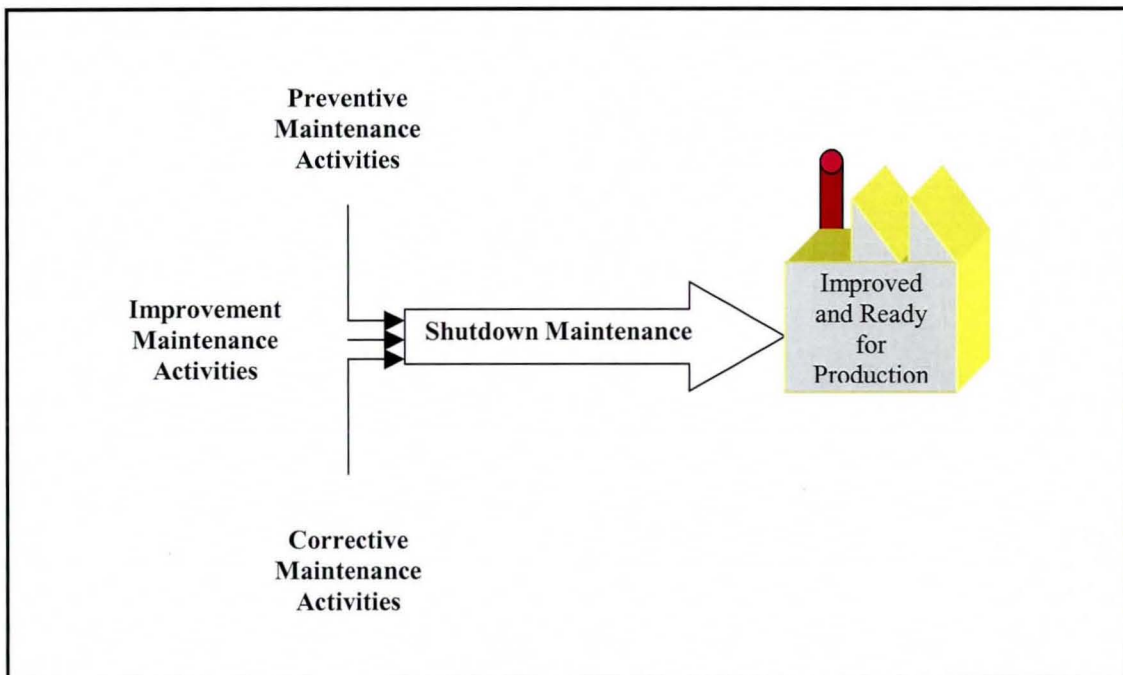 Preventive
Maintenance
Activities
Improvement
Maintenance
Activities
Shutdown Maintenance
Improved
and Ready
for
Production
Corrective
Maintenance
Activities